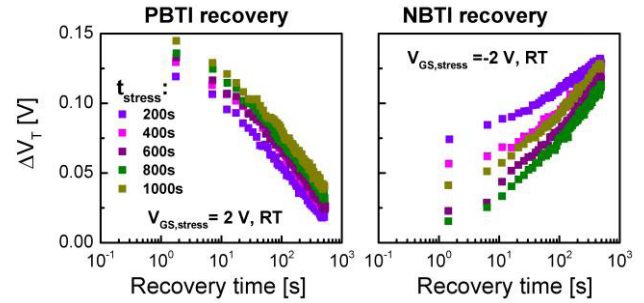 PBTI recovery
NBTI recovery
0.15
0.10
0.05
0.00
ΔV_T [V]
t_stress :
200s
400s
600s
800s
1000s
V_GS,stress = 2 V, RT
V_GS,stress =-2 V, RT
10^-1 10^0 10^1 10^2 10^3
10^-1 10^0 10^1 10^2 10^3
Recovery time [s]
Recovery time [s]